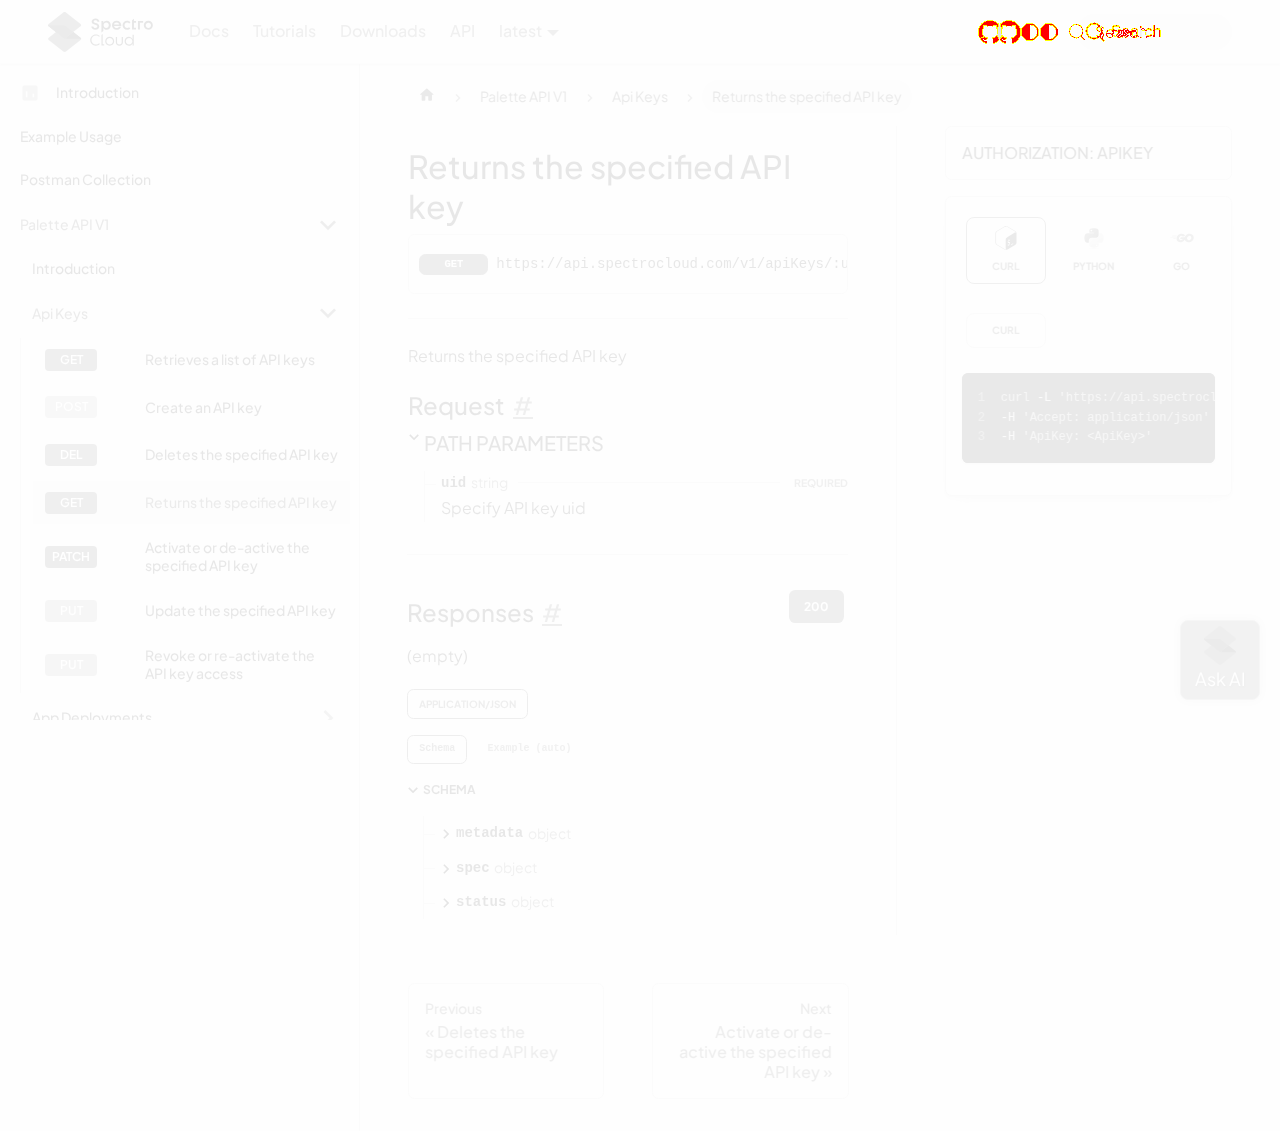 Spectro Cloud
Docs Tutorials Downloads API latest
Search
Introduction
Example Usage
Postman Collection
Palette API V1
Introduction
Api Keys
GET Retrieves a list of API keys
POST Create an API key
DEL Deletes the specified API key
GET Returns the specified API key
PATCH Activate or de-active the
specified API key
PUT Update the specified API key
PUT Revoke or re-activate the
API key access
App Deployments
Palette API V1 Api Keys Returns the specified API key
Returns the specified API
key
GET https://api.spectrocloud.com/v1/apiKeys/:u
Returns the specified API key
Request #
PATH PARAMETERS
uid string REQUIRED
Specify API key uid
Responses # 200
(empty)
APPLICATION/JSON
Schema Example (auto)
SCHEMA
metadata object
spec object
status object
Previous
« Deletes the
specified API key
Next
Activate or de-
active the specified
API key »
AUTHORIZATION: APIKEY
CURL PYTHON GO
CURL
1 curl -L 'https://api.spectrocl
2 -H 'Accept: application/json'
3 -H 'ApiKey: <ApiKey>'
Ask AI